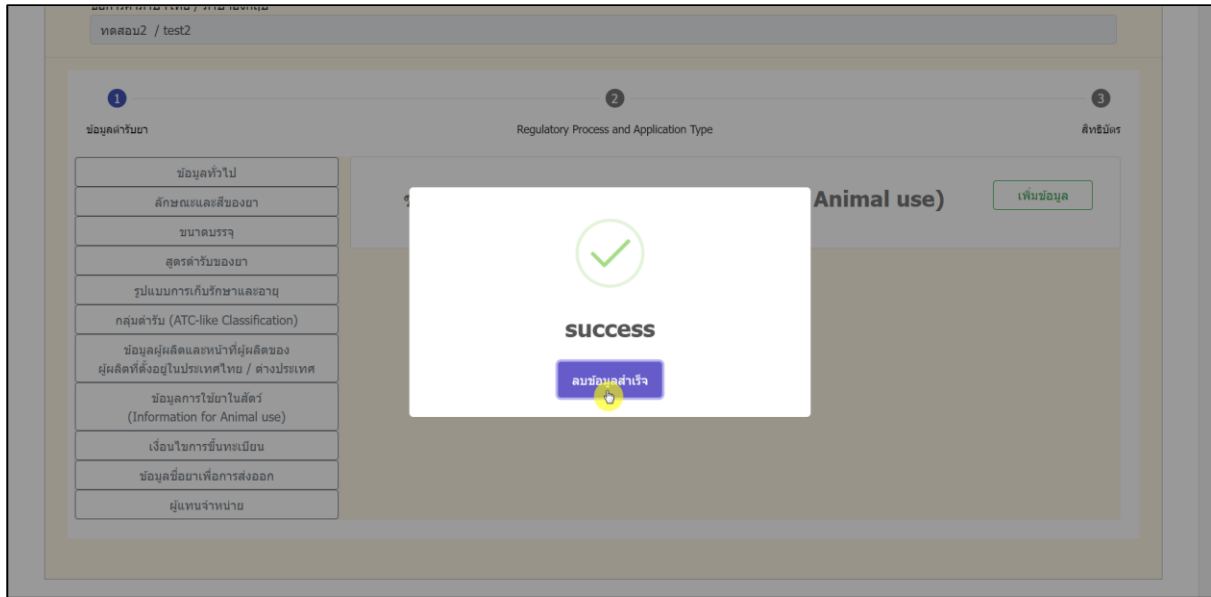 ทดสอบ2 / test2
1
2
3
ข้อมูลตำรับยา
Regulatory Process and Application Type
สิทธิบัตร
ข้อมูลทั่วไป
ลักษณะและสีของยา
ขนาดบรรจุ
สูตรตำรับของยา
รูปแบบการเก็บรักษาและอายุ
กลุ่มตำรับ (ATC-like Classification)
ข้อมูลผู้ผลิตและหน้าที่ผู้ผลิตของ
ผู้ผลิตที่ตั้งอยู่ในประเทศไทย / ต่างประเทศ
ข้อมูลการใช้ยาในสัตว์
(Information for Animal use)
เงื่อนไขการขึ้นทะเบียน
ข้อมูลชื่อยาเพื่อการส่งออก
ผู้แทนจำหน่าย
Animal use)
เพิ่มข้อมูล
success
ลบข้อมูลสำเร็จ